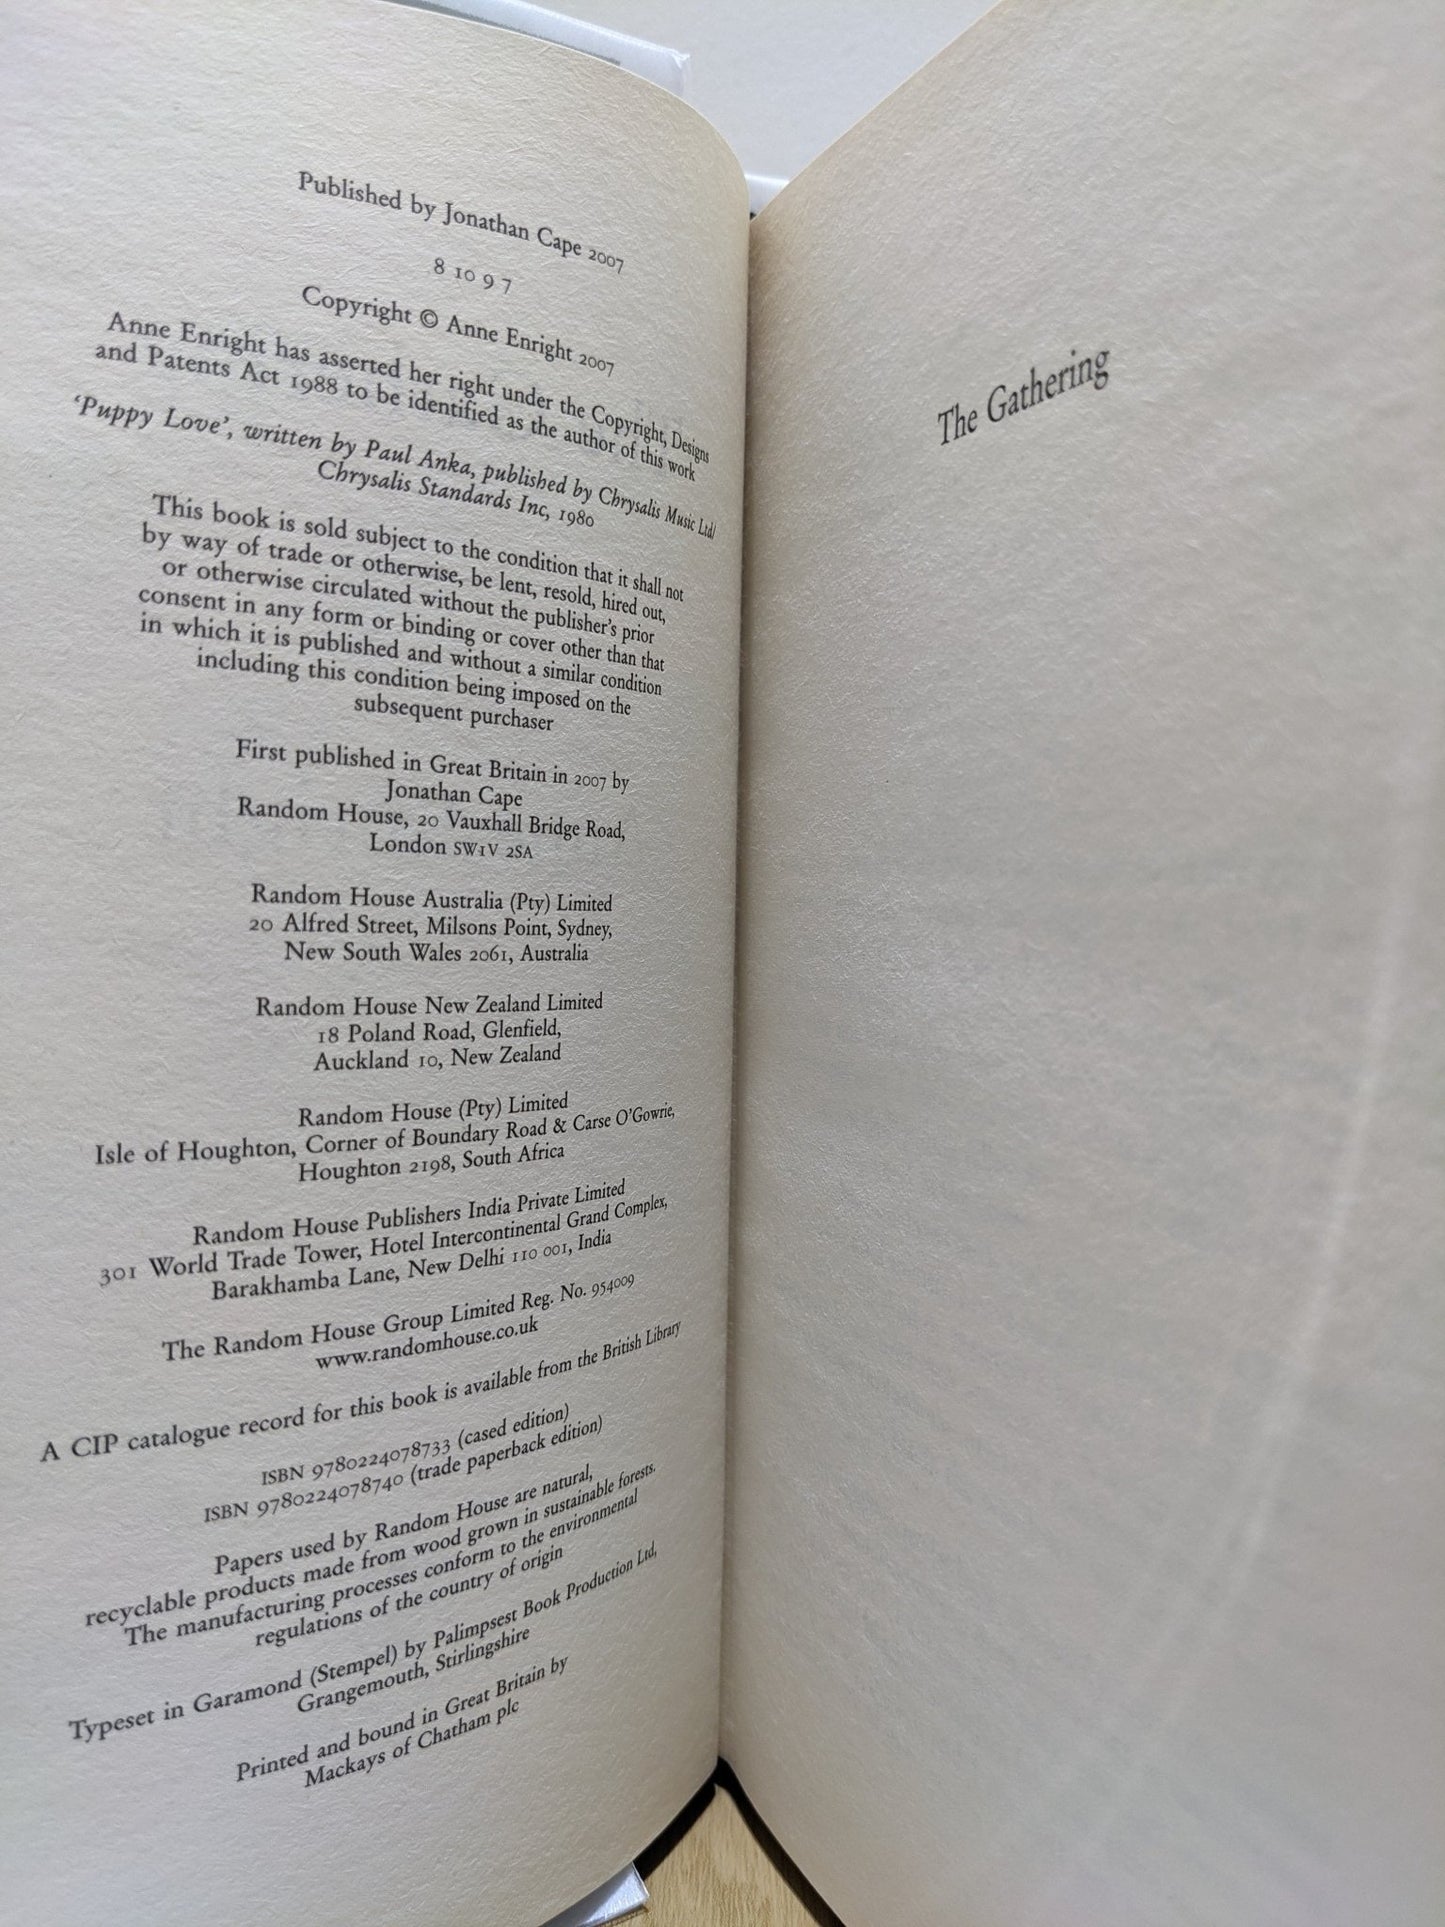 Published by Jonathan Cape 2007
8 10 9 7
Copyright © Anne Enright 2007
Anne Enright has asserted her right under the Copyright, Designs
and Patents Act 1988 to be identified as the author of this work
‘Puppy Love’, written by Paul Anka, published by Chrysalis Music Ltd/
Chrysalis Standards Inc, 1980
This book is sold subject to the condition that it shall not
by way of trade or otherwise, be lent, resold, hired out,
or otherwise circulated without the publisher’s prior
consent in any form or binding or cover other than that
in which it is published and without a similar condition
including this condition being imposed on the
subsequent purchaser
First published in Great Britain in 2007 by
Jonathan Cape
Random House, 20 Vauxhall Bridge Road,
London SW1V 2SA
Random House Australia (Pty) Limited
20 Alfred Street, Milsons Point, Sydney,
New South Wales 2061, Australia
Random House New Zealand Limited
18 Poland Road, Glenfield,
Auckland 10, New Zealand
Random House (Pty) Limited
Isle of Houghton, Corner of Boundary Road & Carse O’Gowrie,
Houghton 2198, South Africa
Random House Publishers India Private Limited
301 World Trade Tower, Hotel Intercontinental Grand Complex,
Barakhamba Lane, New Delhi 110 001, India
The Random House Group Limited Reg. No. 954009
www.randomhouse.co.uk
A CIP catalogue record for this book is available from the British Library
ISBN 9780224078733 (cased edition)
ISBN 9780224078740 (trade paperback edition)
Papers used by Random House are natural,
recyclable products made from wood grown in sustainable forests.
The manufacturing processes conform to the environmental
regulations of the country of origin
Typeset in Garamond (Stempel) by Palimpsest Book Production Ltd,
Grangemouth, Stirlingshire
Printed and bound in Great Britain by
Mackays of Chatham plc
The Gathering